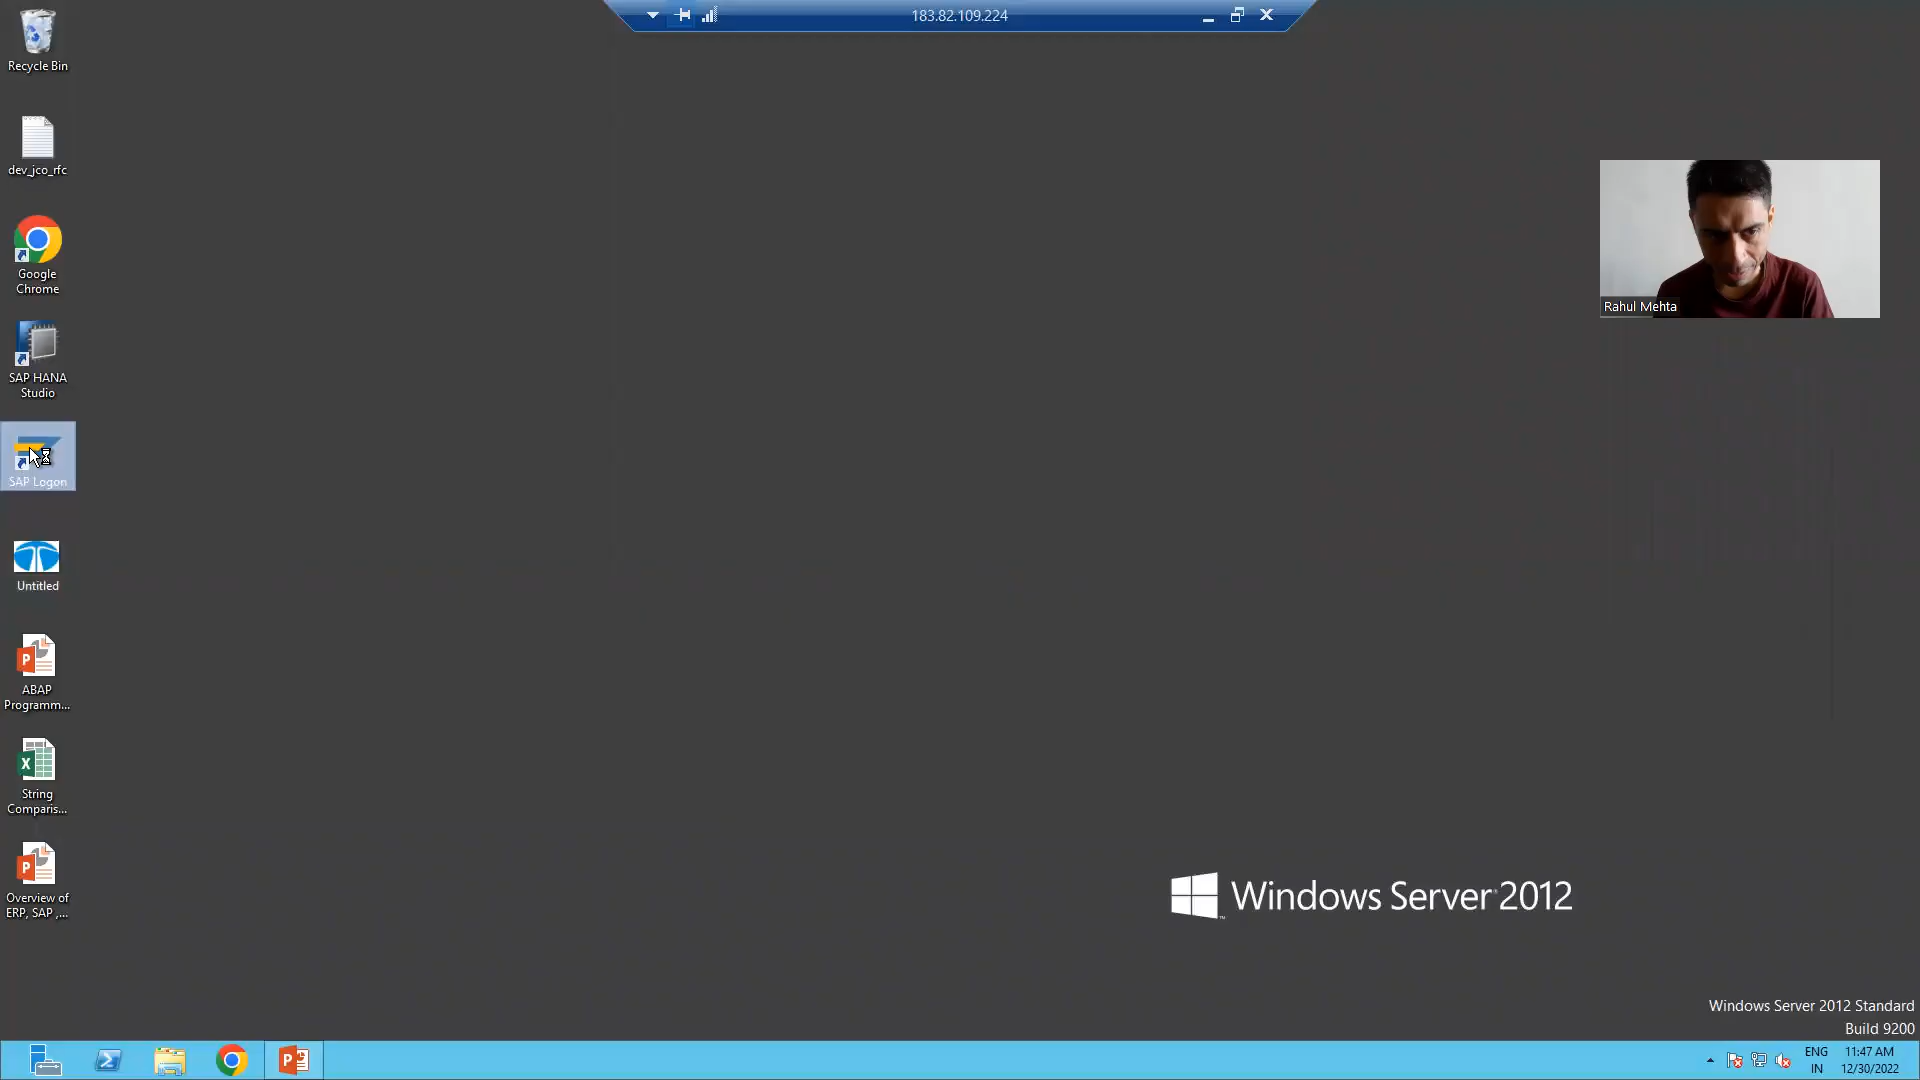 183.82.109.224
Recycle Bin
dev_jco_rfc
Google
Chrome
SAP HANA
Studio
SAP Logon
Untitled
ABAP
Programm...
String
Comparis...
Overview of
ERP, SAP ,...
Rahul Mehta
Windows Server 2012
Windows Server 2012 Standard
Build 9200
ENG
IN
11:47 AM
12/30/2022